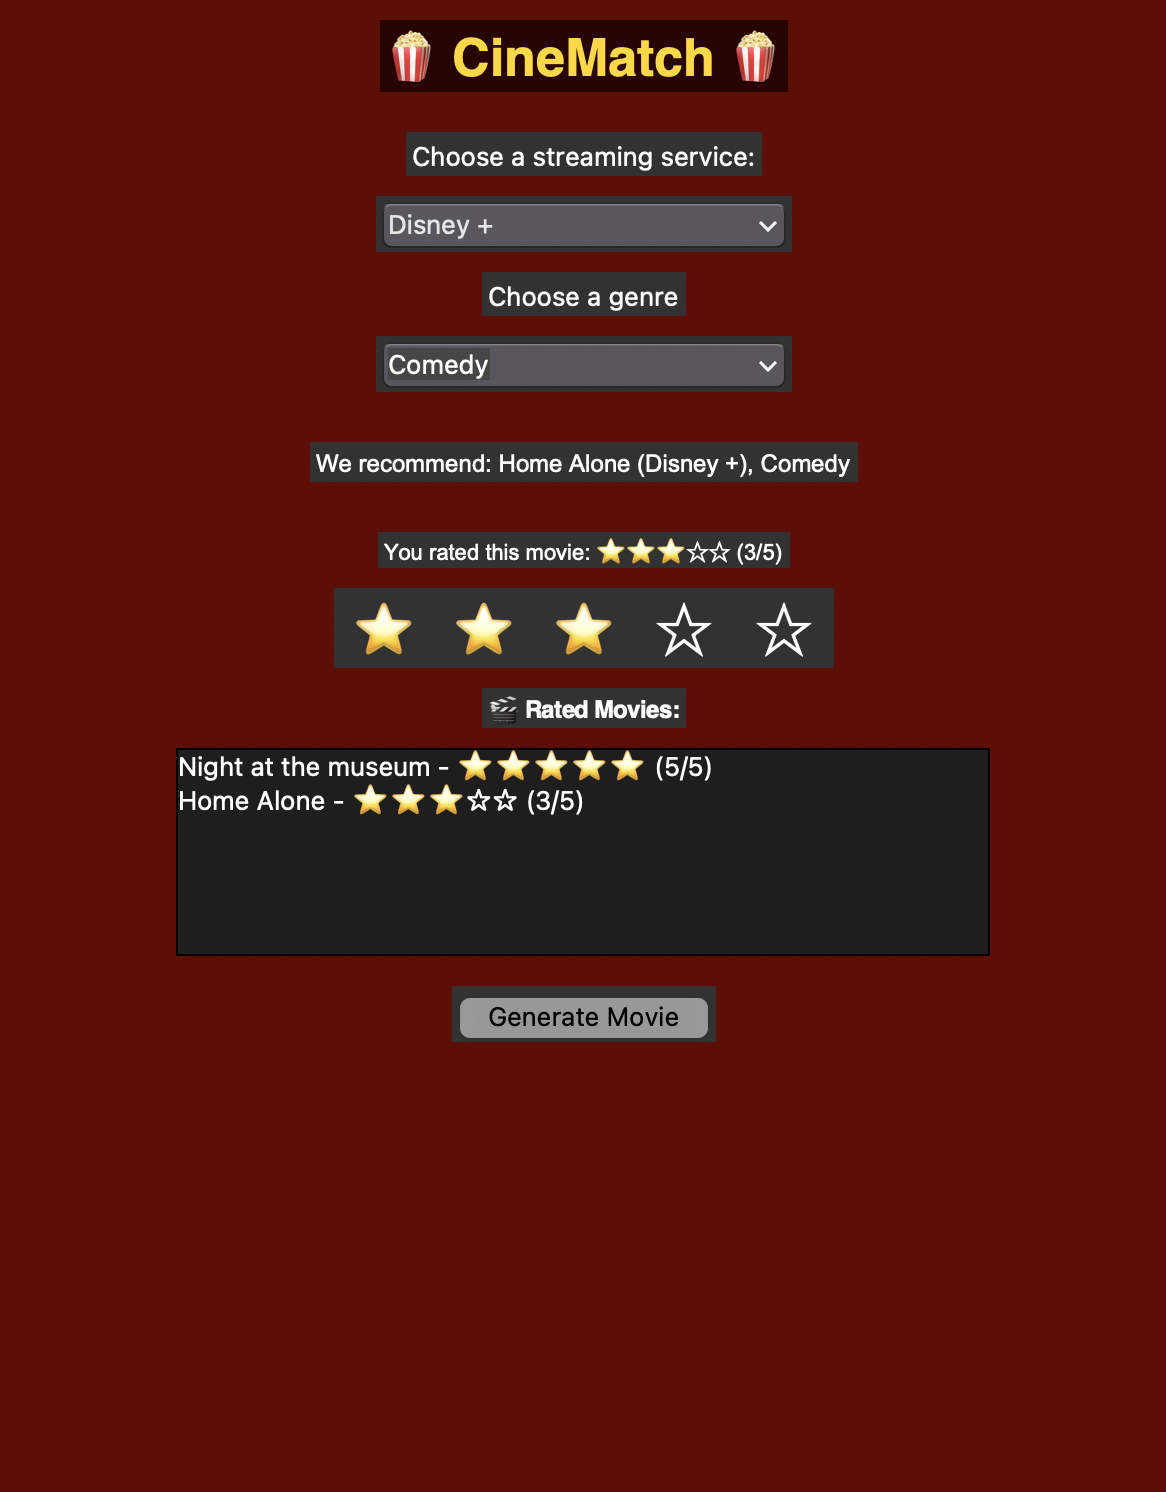 🍿 CineMatch 🍿
Choose a streaming service:
Disney +
Choose a genre
Comedy
We recommend: Home Alone (Disney +), Comedy
You rated this movie: ⭐⭐⭐☆☆ (3/5)
⭐ ⭐ ⭐ ☆ ☆
🎬 Rated Movies:
Night at the museum - ⭐⭐⭐⭐⭐ (5/5)
Home Alone - ⭐⭐⭐☆☆ (3/5)
Generate Movie